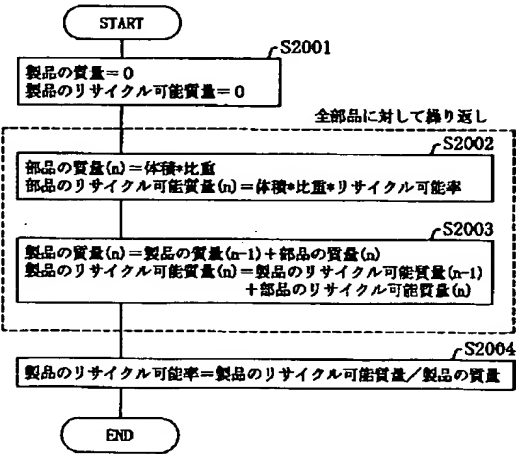 START
S2001
製品の質量＝0
製品のリサイクル可能質量＝0
全部品に対して繰り返し
S2002
部品の質量(n)＝体積*比重
部品のリサイクル可能質量(n)＝体積*比重*リサイクル可能率
S2003
製品の質量(n)＝製品の質量(n-1)＋部品の質量(n)
製品のリサイクル可能質量(n)＝製品のリサイクル可能質量(n-1)
＋部品のリサイクル可能質量(n)
S2004
製品のリサイクル可能率＝製品のリサイクル可能質量／製品の質量
END